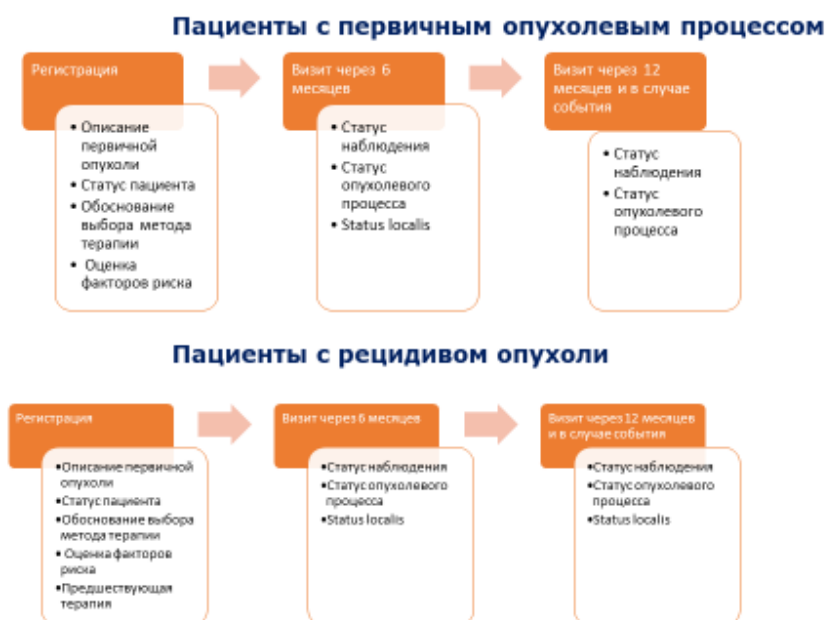 Пациенты с первичным опухолевым процессом
Регистрация
• Описание
первичной
опухоли
• Статус пациента
• Обоснование
выбора метода
терапии
• Оценка
факторов риска
Визит через 6
месяцев
• Статус
наблюдения
• Статус
опухолевого
процесса
• Status localis
Визит через 12
месяцев и в случае
события
• Статус
наблюдения
• Статус
опухолевого
процесса
Пациенты с рецидивом опухоли
Регистрация
•Описание первичной
опухоли
•Статус пациента
•Обоснование выбора
метода терапии
• Оценка факторов
риска
•Предшествующая
терапия
Визит через 6 месяцев
•Статус наблюдения
•Статус опухолевого
процесса
•Status localis
Визит через 12 месяцев
и в случае события
•Статус наблюдения
•Статус опухолевого
процесса
•Status localis